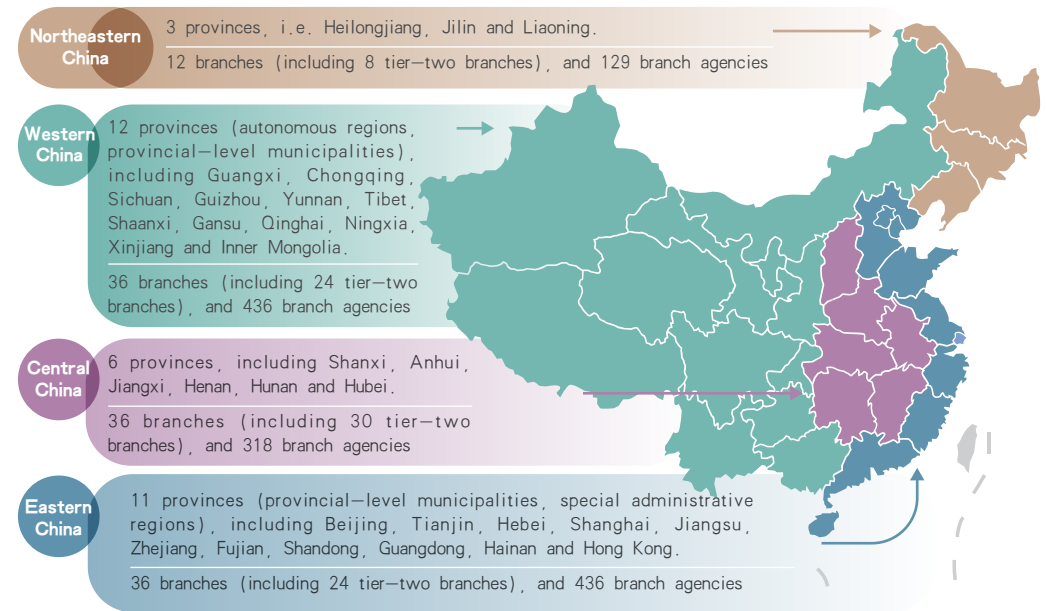 Northeastern
China
3 provinces, i.e. Heilongjiang, Jilin and Liaoning.
12 branches (including 8 tier-two branches), and 129 branch agencies
Western
China
12 provinces (autonomous regions,
provincial-level municipalities),
including Guangxi, Chongqing,
Sichuan, Guizhou, Yunnan, Tibet,
Shaanxi, Gansu, Qinghai, Ningxia,
Xinjiang and Inner Mongolia.
36 branches (including 24 tier-two
branches), and 436 branch agencies
Central
China
6 provinces, including Shanxi, Anhui,
Jiangxi, Henan, Hunan and Hubei.
36 branches (including 30 tier-two
branches), and 318 branch agencies
Eastern
China
11 provinces (provincial-level municipalities, special administrative
regions), including Beijing, Tianjin, Hebei, Shanghai, Jiangsu,
Zhejiang, Fujian, Shandong, Guangdong, Hainan and Hong Kong.
36 branches (including 24 tier-two branches), and 436 branch agencies